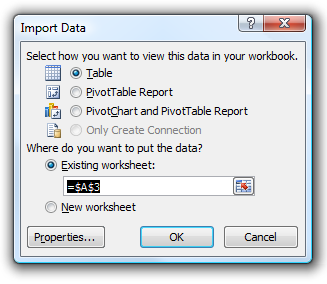 Import Data
?
Select how you want to view this data in your workbook.
Table
PivotTable Report
PivotChart and PivotTable Report
Only Create Connection
Where do you want to put the data?
Existing worksheet:
=$A$3
New worksheet
Properties... OK Cancel